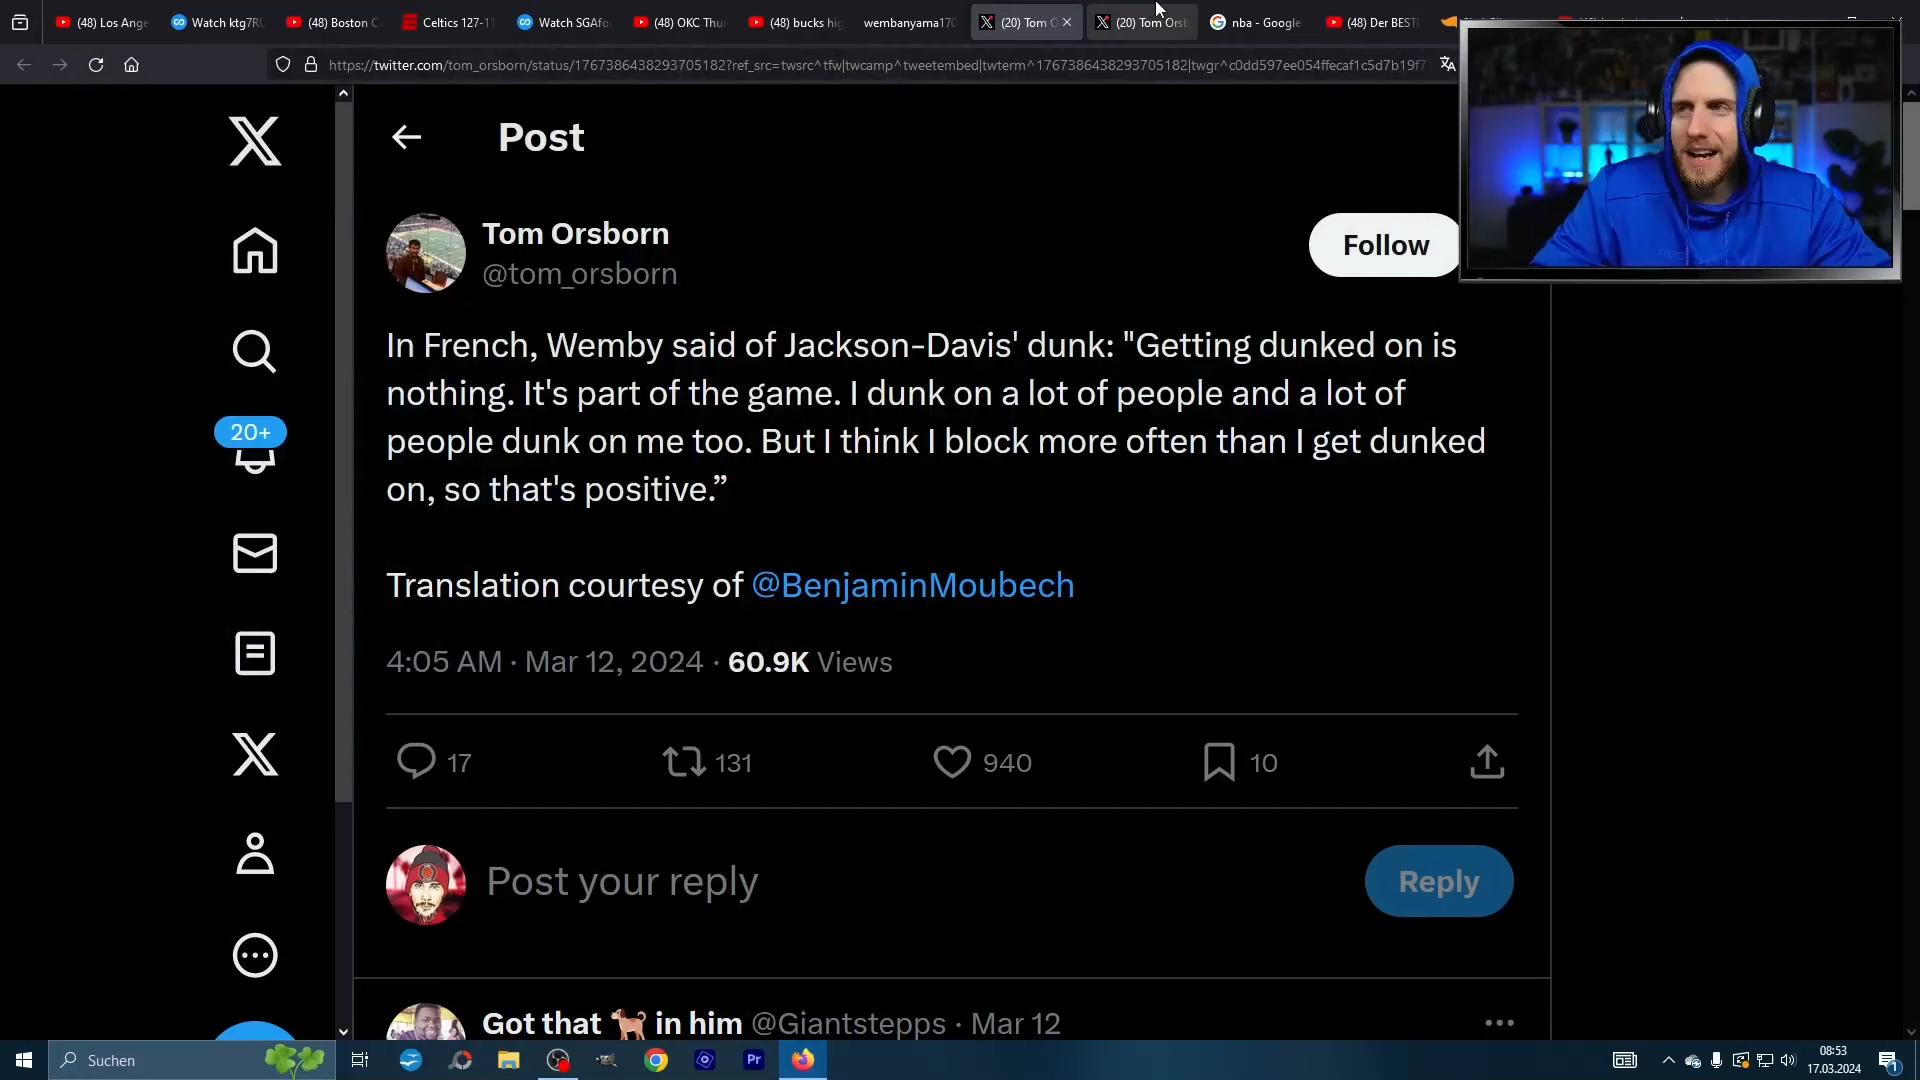 (48) Los Ange
Watch ktg7RU
(48) Boston C
Celtics 127-11
Watch SGAfou
(48) OKC Thun
(48) bucks hig
wembanyama170
(20) Tom O
(20) Tom Orsb
nba - Google
(48) Der BEST
https://twitter.com/tom_orsborn/status/1767386438293705182?ref_src=twsrc^tfw|twcamp^tweetembed|twterm^1767386438293705182|twgr^c0dd597ee054ffecaf1c5d7b19f7
Post
Tom Orsborn
@tom_orsborn
Follow
In French, Wemby said of Jackson-Davis' dunk: "Getting dunked on is
nothing. It's part of the game. I dunk on a lot of people and a lot of
people dunk on me too. But I think I block more often than I get dunked
on, so that's positive.”
Translation courtesy of @BenjaminMoubech
4:05 AM · Mar 12, 2024 · 60.9K Views
17
131
940
10
Post your reply
Reply
Got that 🐕 in him @Giantstepps · Mar 12
20+
Suchen
Pr
08:53
17.03.2024
1